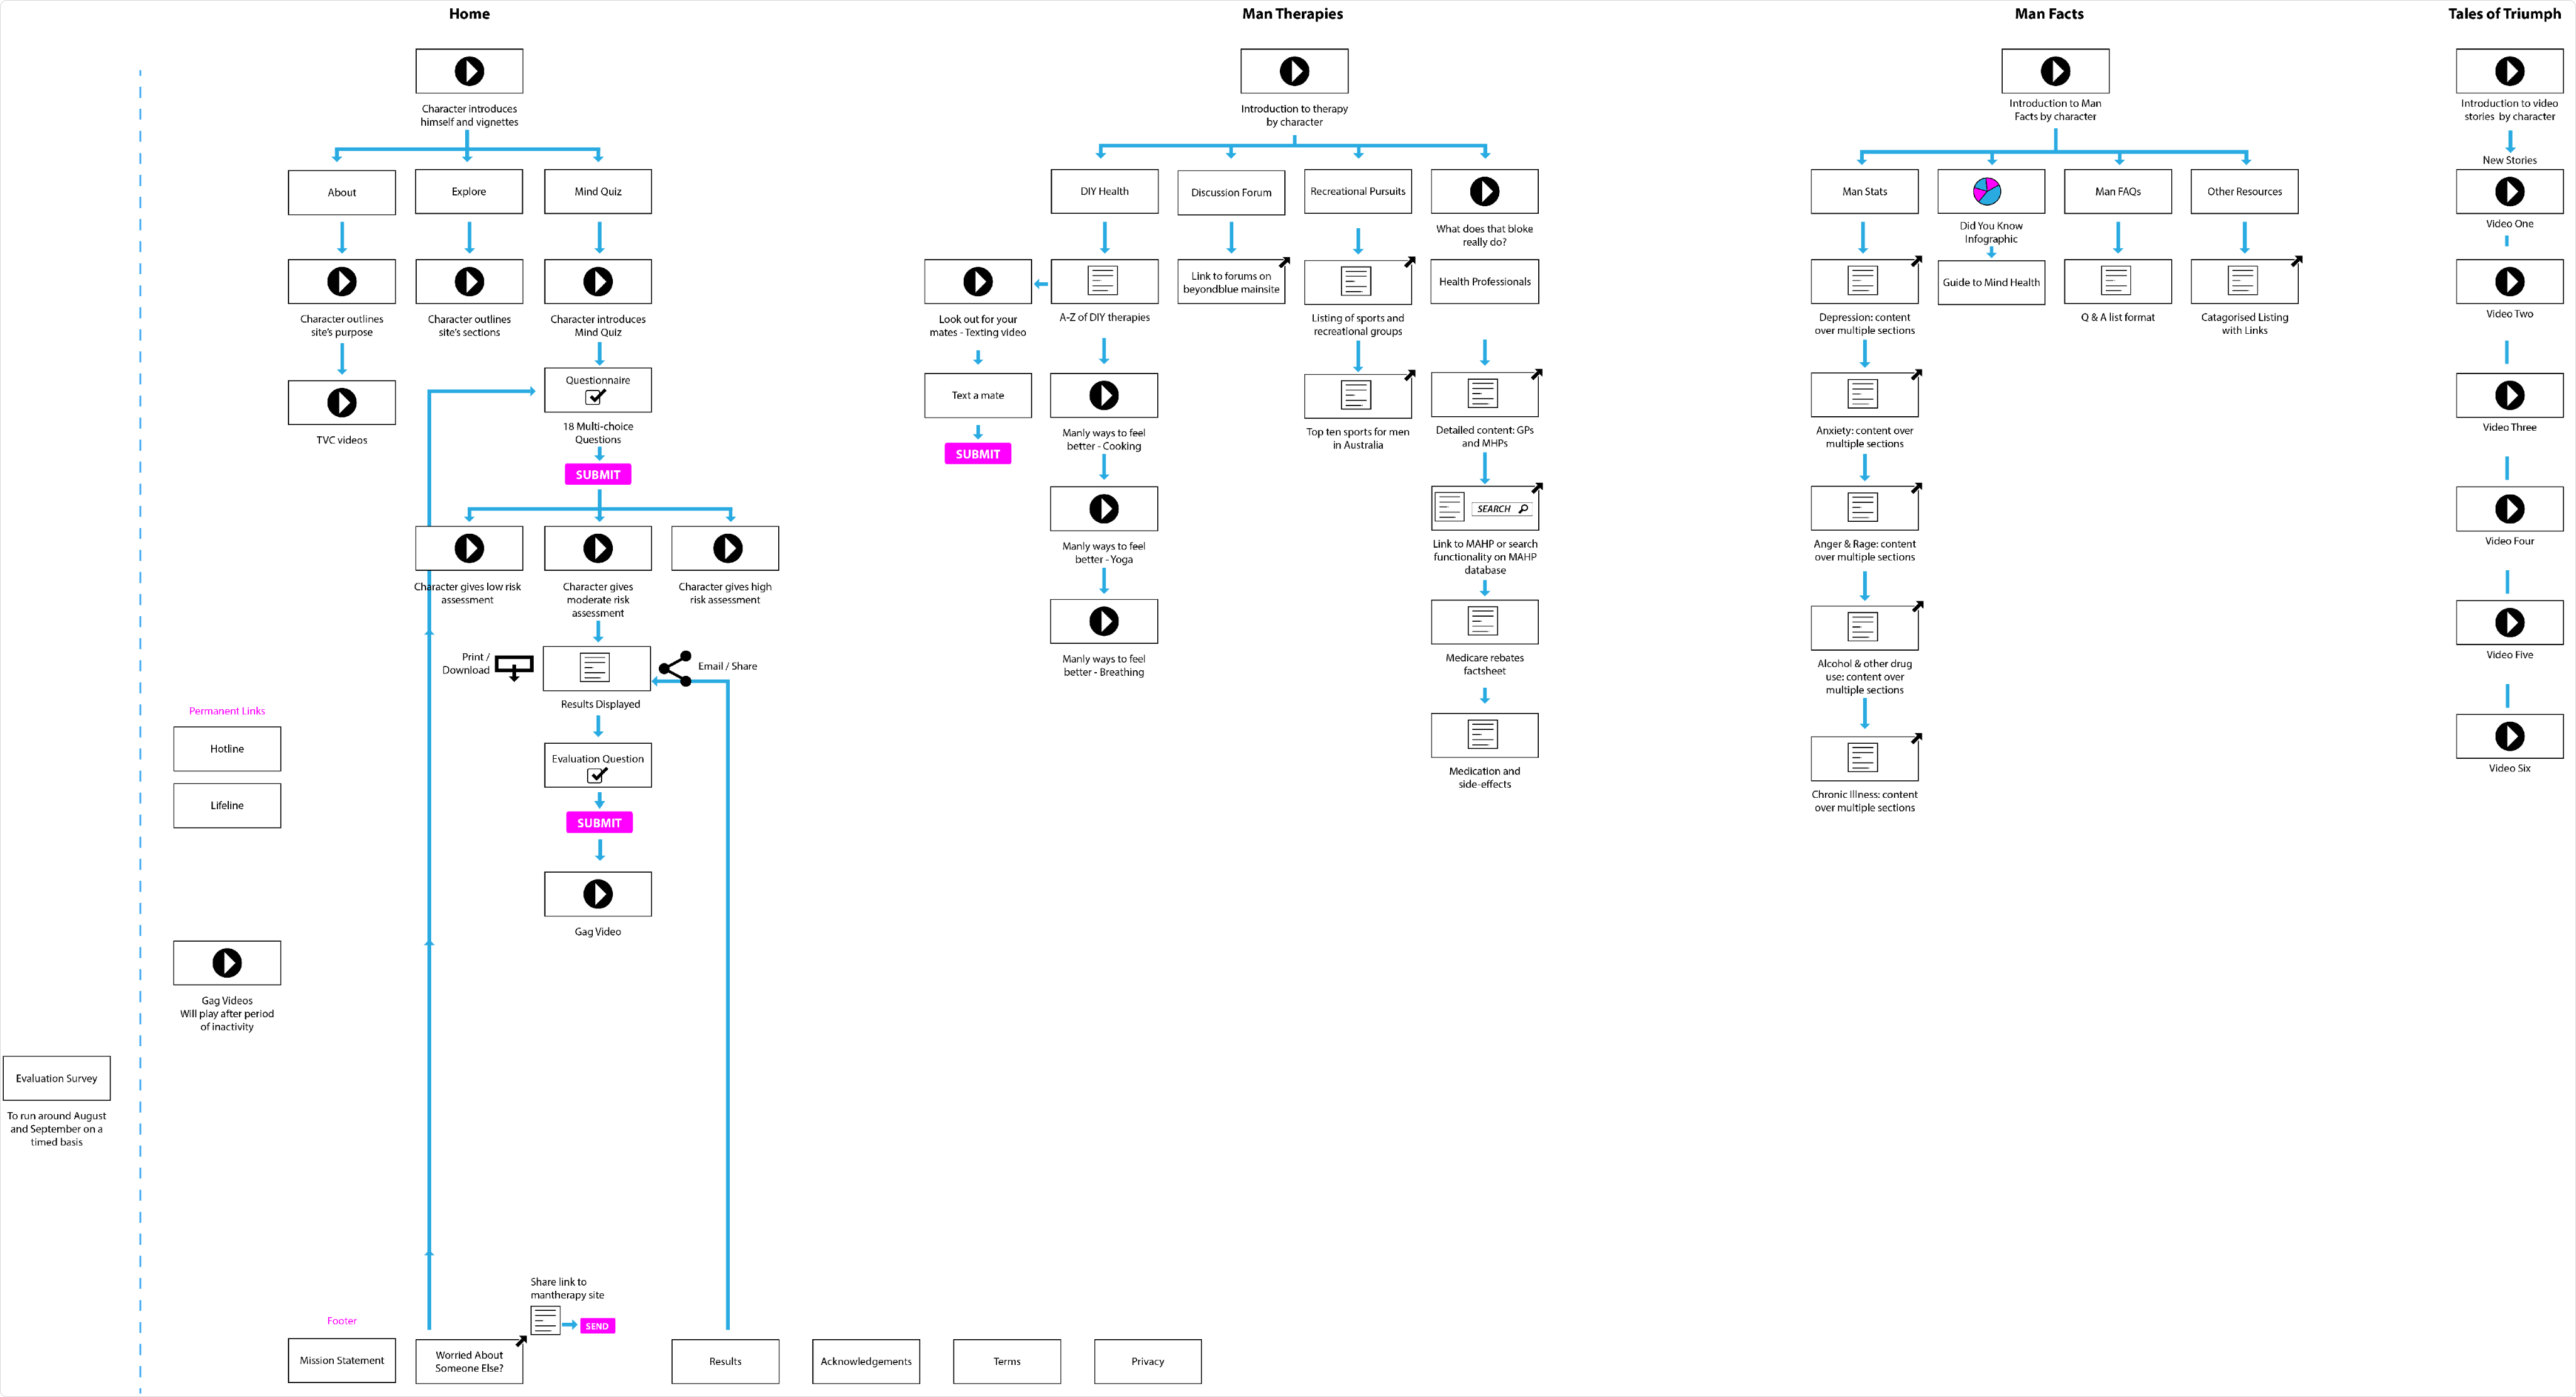 Home
Man Therapies
Man Facts
Tales of Triumph
Character introduces
himself and vignettes
About
Explore
Mind Quiz
Character outlines
site's purpose
Character outlines
site's sections
Character introduces
Mind Quiz
TVC videos
Questionnaire
18 Multi-choice
Questions
SUBMIT
Character gives low risk
assessment
Character gives
moderate risk
assessment
Character gives high
risk assessment
Print /
Download
Email / Share
Results Displayed
Evaluation Question
SUBMIT
Gag Video
Permanent Links
Hotline
Lifeline
Gag Videos
Will play after period
of inactivity
Evaluation Survey
To run around August
and September on a
timed basis
Introduction to therapy
by character
DIY Health
Discussion Forum
Recreational Pursuits
What does that bloke
really do?
Look out for your
mates - Texting video
A-Z of DIY therapies
Link to forums on
beyondblue mainsite
Listing of sports and
recreational groups
Health Professionals
Text a mate
SUBMIT
Manly ways to feel
better - Cooking
Top ten sports for men
in Australia
Detailed content: GPs
and MHPs
Manly ways to feel
better - Yoga
SEARCH
Link to MAHP or search
functionality on MAHP
database
Manly ways to feel
better - Breathing
Medicare rebates
factsheet
Medication and
side-effects
Introduction to Man
Facts by character
Man Stats
Did You Know
Infographic
Man FAQs
Other Resources
Depression: content
over multiple sections
Guide to Mind Health
Q & A list format
Catagorised Listing
with Links
Anxiety: content over
multiple sections
Anger & Rage: content
over multiple sections
Alcohol & other drug
use: content over
multiple sections
Chronic Illness: content
over multiple sections
Introduction to video
stories by character
New Stories
Video One
Video Two
Video Three
Video Four
Video Five
Video Six
Share link to
mantherapy site
SEND
Footer
Mission Statement
Worried About
Someone Else?
Results
Acknowledgements
Terms
Privacy